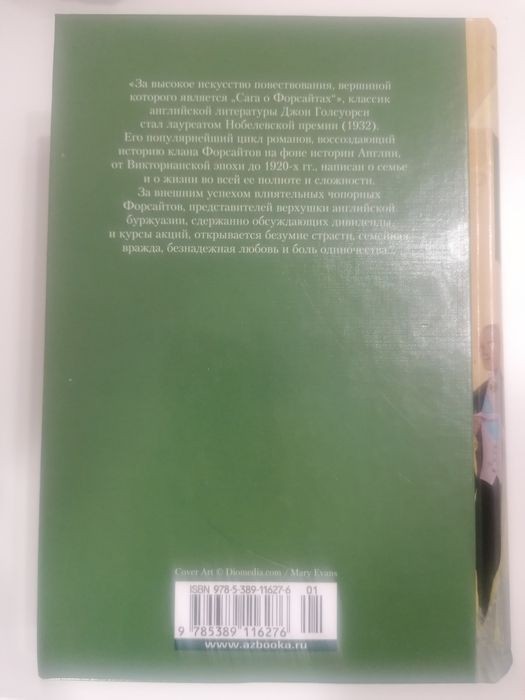 «За высокое искусство повествования, вершиной
которого является „Сага о Форсайтах“», классик
английской литературы Джон Голсуорси
стал лауреатом Нобелевской премии (1932).
Его популярнейший цикл романов, воссоздающий
историю клана Форсайтов на фоне истории Англии,
от Викторианской эпохи до 1920-х гг., написан о семье
и о жизни во всей ее полноте и сложности.
За внешним успехом влиятельных чопорных
Форсайтов, представителей верхушки английской
буржуазии, сдержанно обсуждающих дивиденды
и курсы акций, открывается безумие страсти, семейная
вражда, безнадежная любовь и боль одиночества...
Cover Art © Diomedia.com / Mary Evans
ISBN 978-5-389-11627-6 01
9 785389 116276
www.azbooka.ru